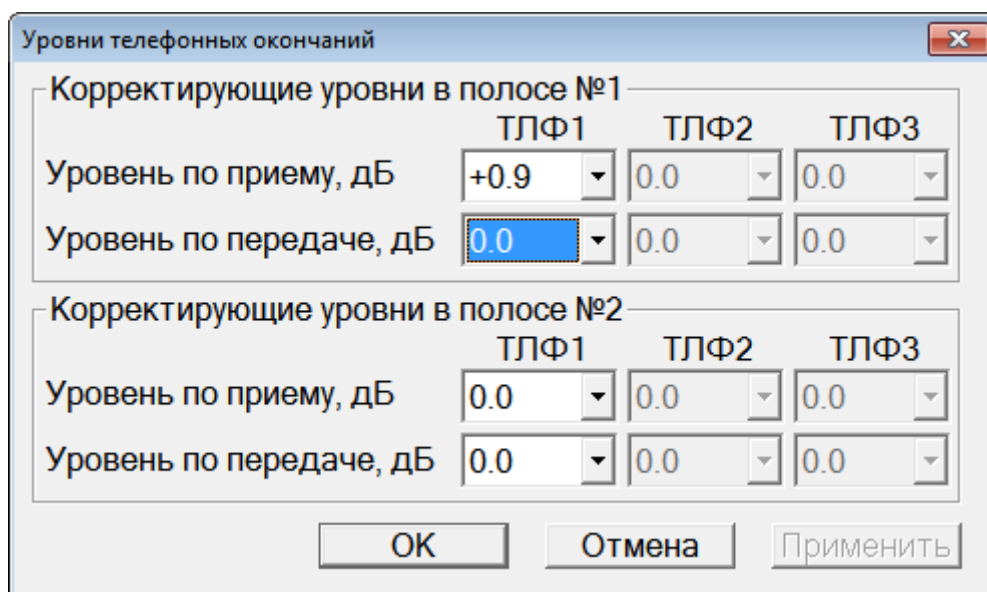 Уровни телефонных окончаний
Корректирующие уровни в полосе №1
ТЛФ1 ТЛФ2 ТЛФ3
Уровень по приему, дБ +0.9 0.0 0.0
Уровень по передаче, дБ 0.0 0.0 0.0
Корректирующие уровни в полосе №2
ТЛФ1 ТЛФ2 ТЛФ3
Уровень по приему, дБ 0.0 0.0 0.0
Уровень по передаче, дБ 0.0 0.0 0.0
OK Отмена Применить